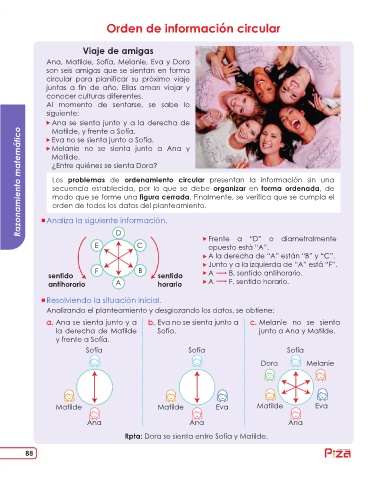 Orden de información circular
Viaje de amigas
Ana, Matilde, Sofía, Melanie, Eva y Dora
son seis amigas que se sientan en forma
circular para planificar su próximo viaje
juntas a fin de año. Ellas aman viajar y
conocer culturas diferentes.
Al momento de sentarse, se sabe lo
siguiente:
Ana se sienta junto y a la derecha de
Matilde, y frente a Sofía.
Eva no se sienta junto a Sofía.
Melanie no se sienta junto a Ana y
Matilde.
¿Entre quiénes se sienta Dora?
Razonamiento matemático
Los problemas de ordenamiento circular presentan la información sin una
secuencia establecida, por lo que se debe organizar en forma ordenada, de
modo que se forme una figura cerrada. Finalmente, se verifica que se cumpla el
orden de todos los datos del planteamiento.
Analiza la siguiente información.
D
E C
F B
A
sentido antihorario
sentido horario
Frente a “D” o diametralmente
opuesto está “A”.
A la derecha de “A” están “B” y “C”.
Junto y a la izquierda de “A” está “F”.
A → B, sentido antihorario.
A → F, sentido horario.
Resolviendo la situación inicial.
Analizando el planteamiento y desglozando los datos, se obtiene:
a. Ana se sienta junto y a
la derecha de Matilde
y frente a Sofía.
Sofía
Matilde
Ana
b. Eva no se sienta junto a
Sofía.
Sofía
Matilde Eva
Ana
c. Melanie no se siento
junto a Ana y Matilde.
Sofía
Dora Melanie
Matilde Eva
Ana
Rpta: Dora se sienta entre Sofía y Matilde.
88